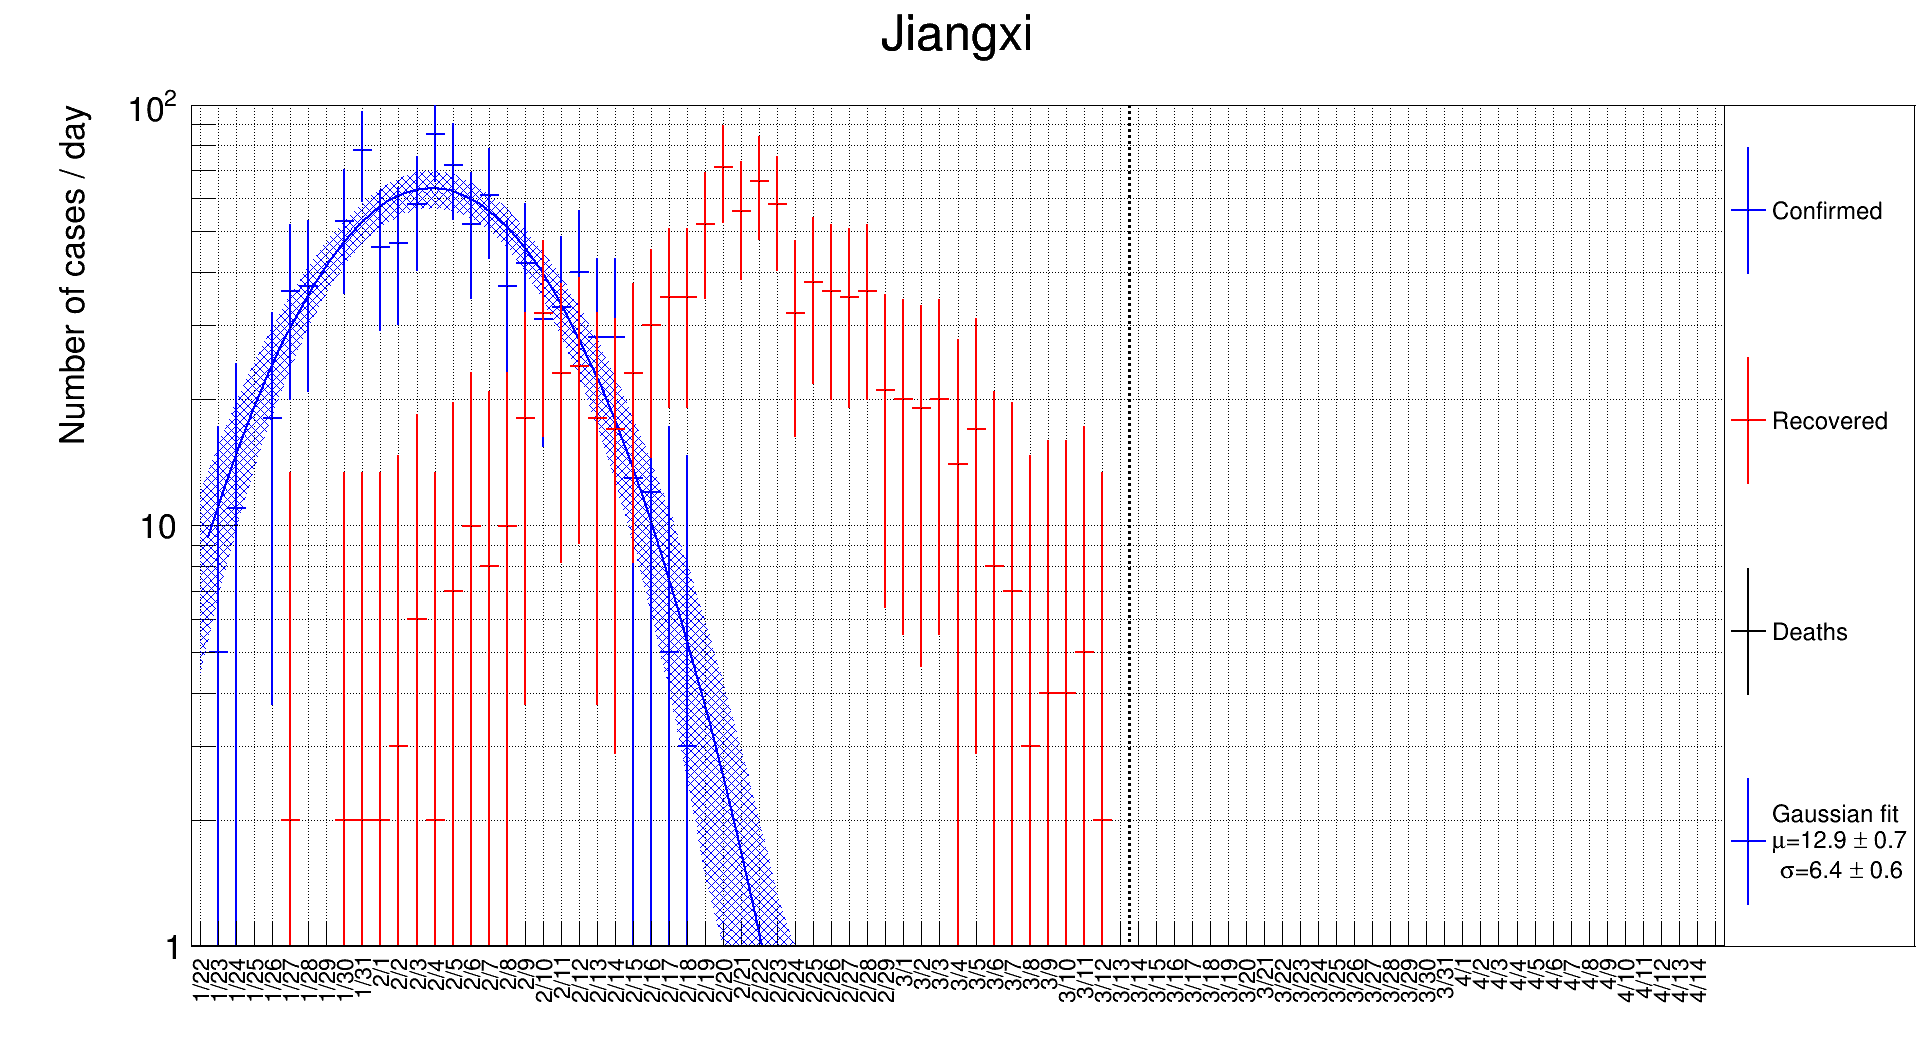 Jiangxi
Number of cases / day
10²
10
1
1/22 1/23 1/24 1/25 1/26 1/27 1/28 1/29 1/30 1/31 2/1 2/2 2/3 2/4 2/5 2/6 2/7 2/8 2/9 2/10 2/11 2/12 2/13 2/14 2/15 2/16 2/17 2/18 2/19 2/20 2/21 2/22 2/23 2/24 2/25 2/26 2/27 2/28 2/29 3/1 3/2 3/3 3/4 3/5 3/6 3/7 3/8 3/9 3/10 3/11 3/12 3/13 3/14 3/15 3/16 3/17 3/18 3/19 3/20 3/21 3/22 3/23 3/24 3/25 3/26 3/27 3/28 3/29 3/30 3/31 4/1 4/2 4/3 4/4 4/5 4/6 4/7 4/8 4/9 4/10 4/11 4/12 4/13 4/14
Confirmed
Recovered
Deaths
Gaussian fit
μ=12.9 ± 0.7
σ=6.4 ± 0.6